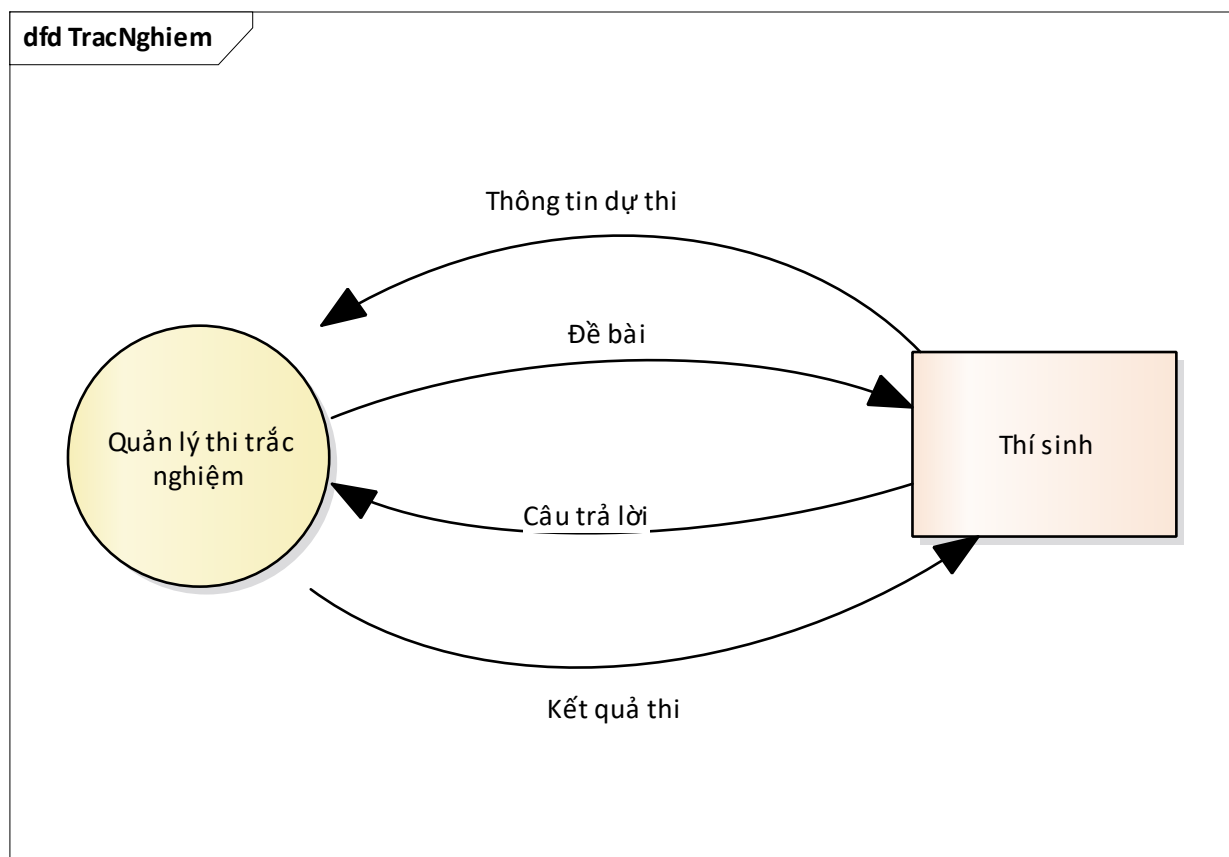 dfd TracNghiem
Thông tin dự thi
Đề bài
Quản lý thi trắc
nghiệm
Thí sinh
Câu trả lời
Kết quả thi